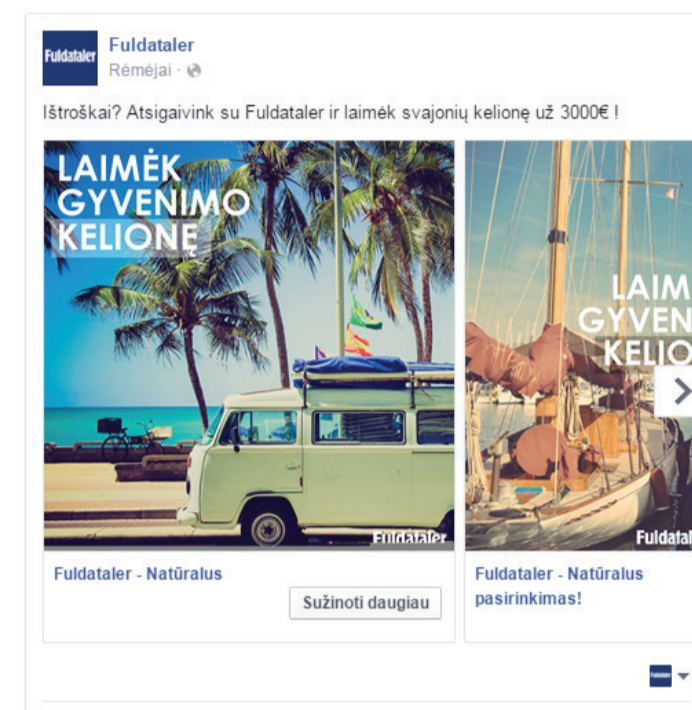 Fuldataler
Fuldataler
Rėmėjai
Ištroškai? Atsigaivink su Fuldataler ir laimėk svajonių kelionę už 3000€ !
LAIMĖK
GYVENIMO
KELIONĘ
Fuldataler
LAIM
GYVEN
KELIO
Fuldatal
Fuldataler - Natūralus
Sužinoti daugiau
Fuldataler - Natūralus
pasirinkimas!